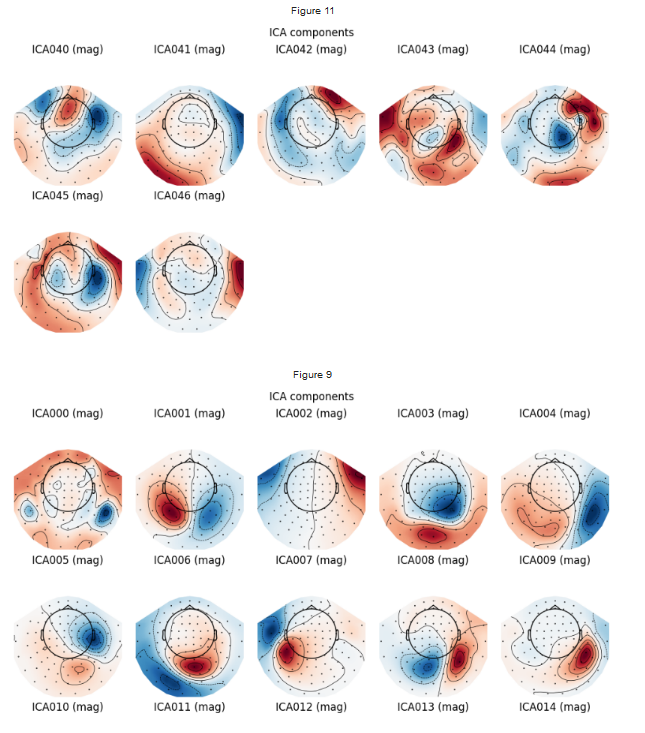 Figure 11
ICA components
ICA040 (mag) ICA041 (mag) ICA042 (mag) ICA043 (mag) ICA044 (mag)
ICA045 (mag) ICA046 (mag)
Figure 9
ICA components
ICA000 (mag) ICA001 (mag) ICA002 (mag) ICA003 (mag) ICA004 (mag)
ICA005 (mag) ICA006 (mag) ICA007 (mag) ICA008 (mag) ICA009 (mag)
ICA010 (mag) ICA011 (mag) ICA012 (mag) ICA013 (mag) ICA014 (mag)